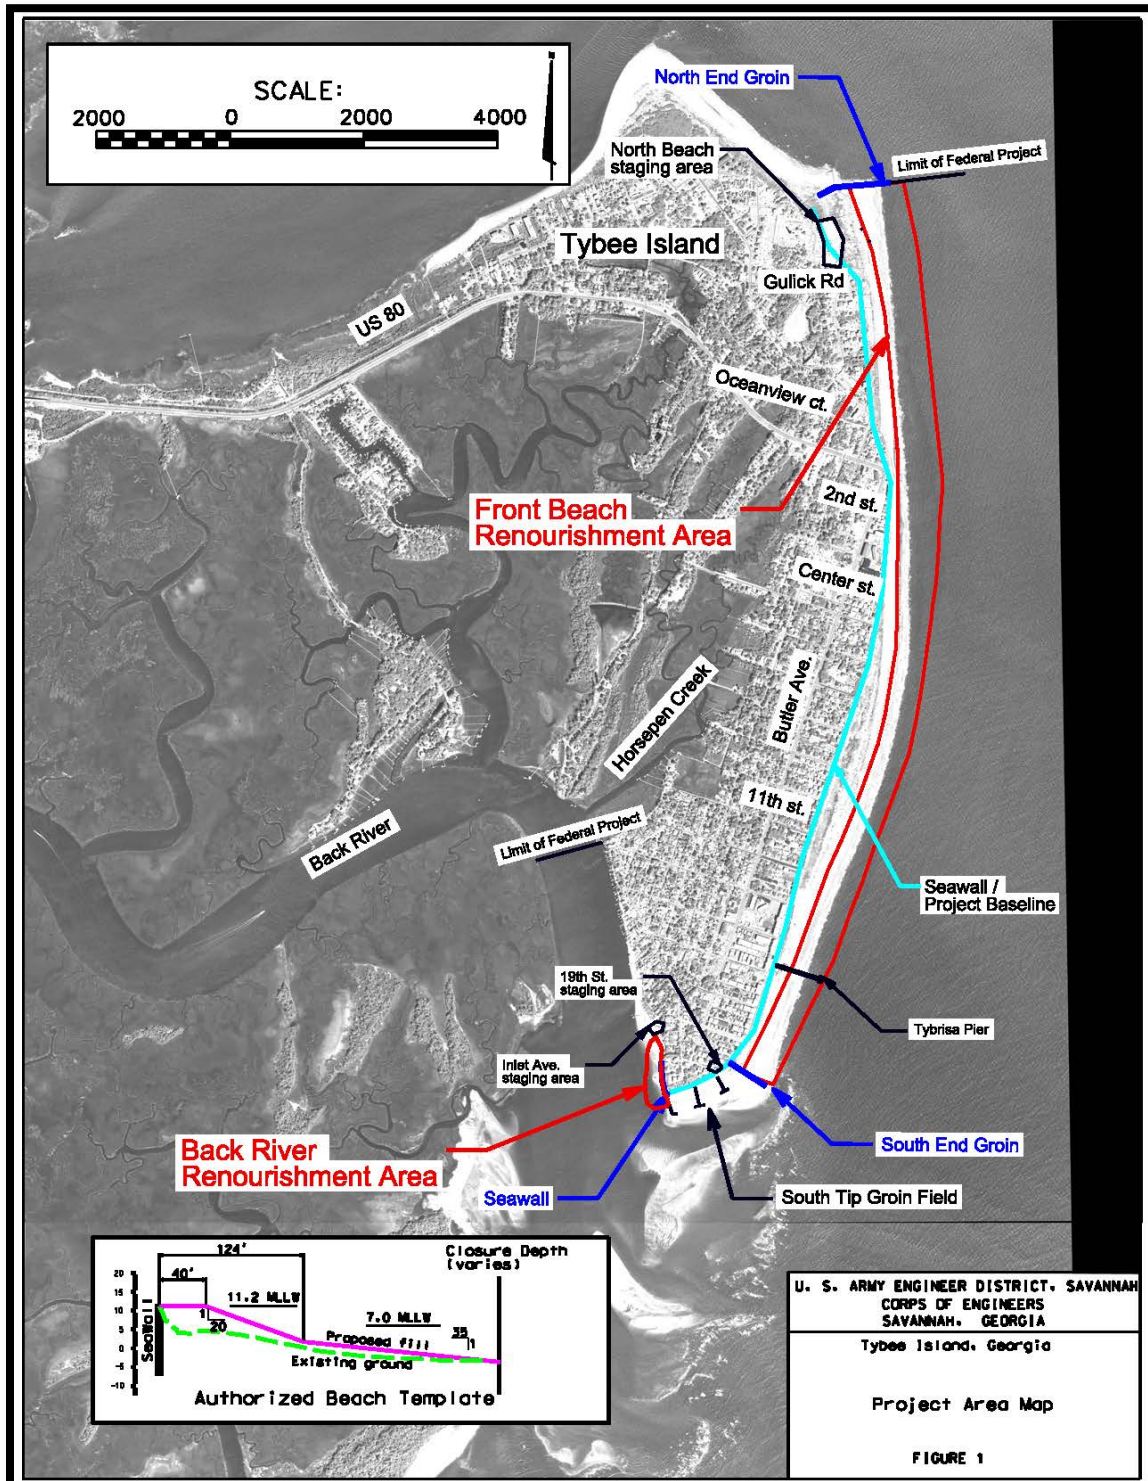 SCALE:
2000 0 2000 4000
N
North End Groin
North Beach
staging area
Limit of Federal Project
Tybee Island
Gulick Rd
US 80
Oceanview ct.
Front Beach
Renourishment Area
2nd st.
Center st.
Horsepen Creek
Butler Ave.
11th st.
Back River
Limit of Federal Project
Seawall /
Project Baseline
19th St.
staging area
Tybrisa Pier
Inlet Ave.
staging area
Back River
Renourishment Area
South End Groin
Seawall
South Tip Groin Field
124'
Closure Depth
(varies)
40'
20
15
10
5
0
-5
-10
SeaWall
11.2 MLLW
1
20
7.0 MLLW
35
1
Proposed fill
Existing ground
Authorized Beach Template
U. S. ARMY ENGINEER DISTRICT, SAVANNAH
CORPS OF ENGINEERS
SAVANNAH, GEORGIA
Tybee Island, Georgia
Project Area Map
FIGURE 1